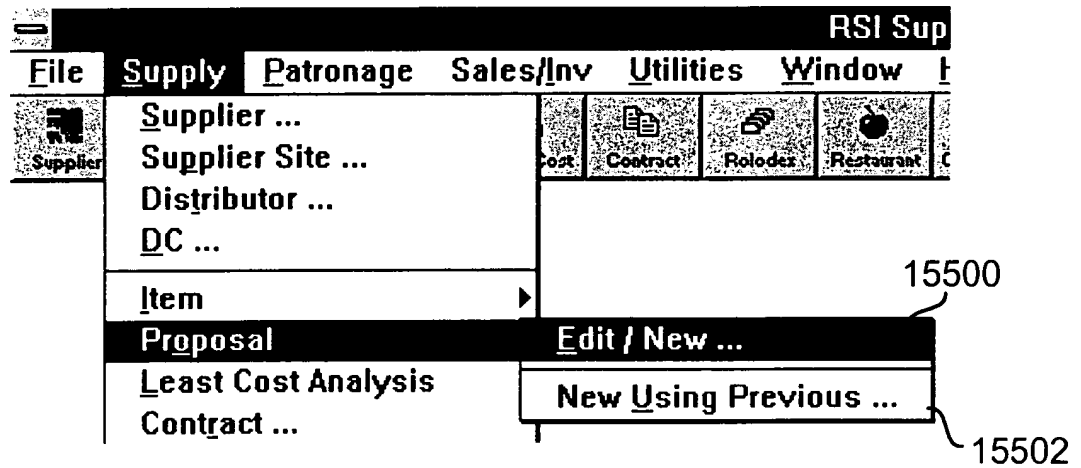 RSI Sup
File Supply Patronage Sales/Inv Utilities Window
Supplier ...
Supplier Cost Contract Rolodex Restaurant
Supplier Site ...
Distributor ...
DC ...
15500
Item
Proposal Edit / New ...
Least Cost Analysis
New Using Previous ...
Contract ...
15502